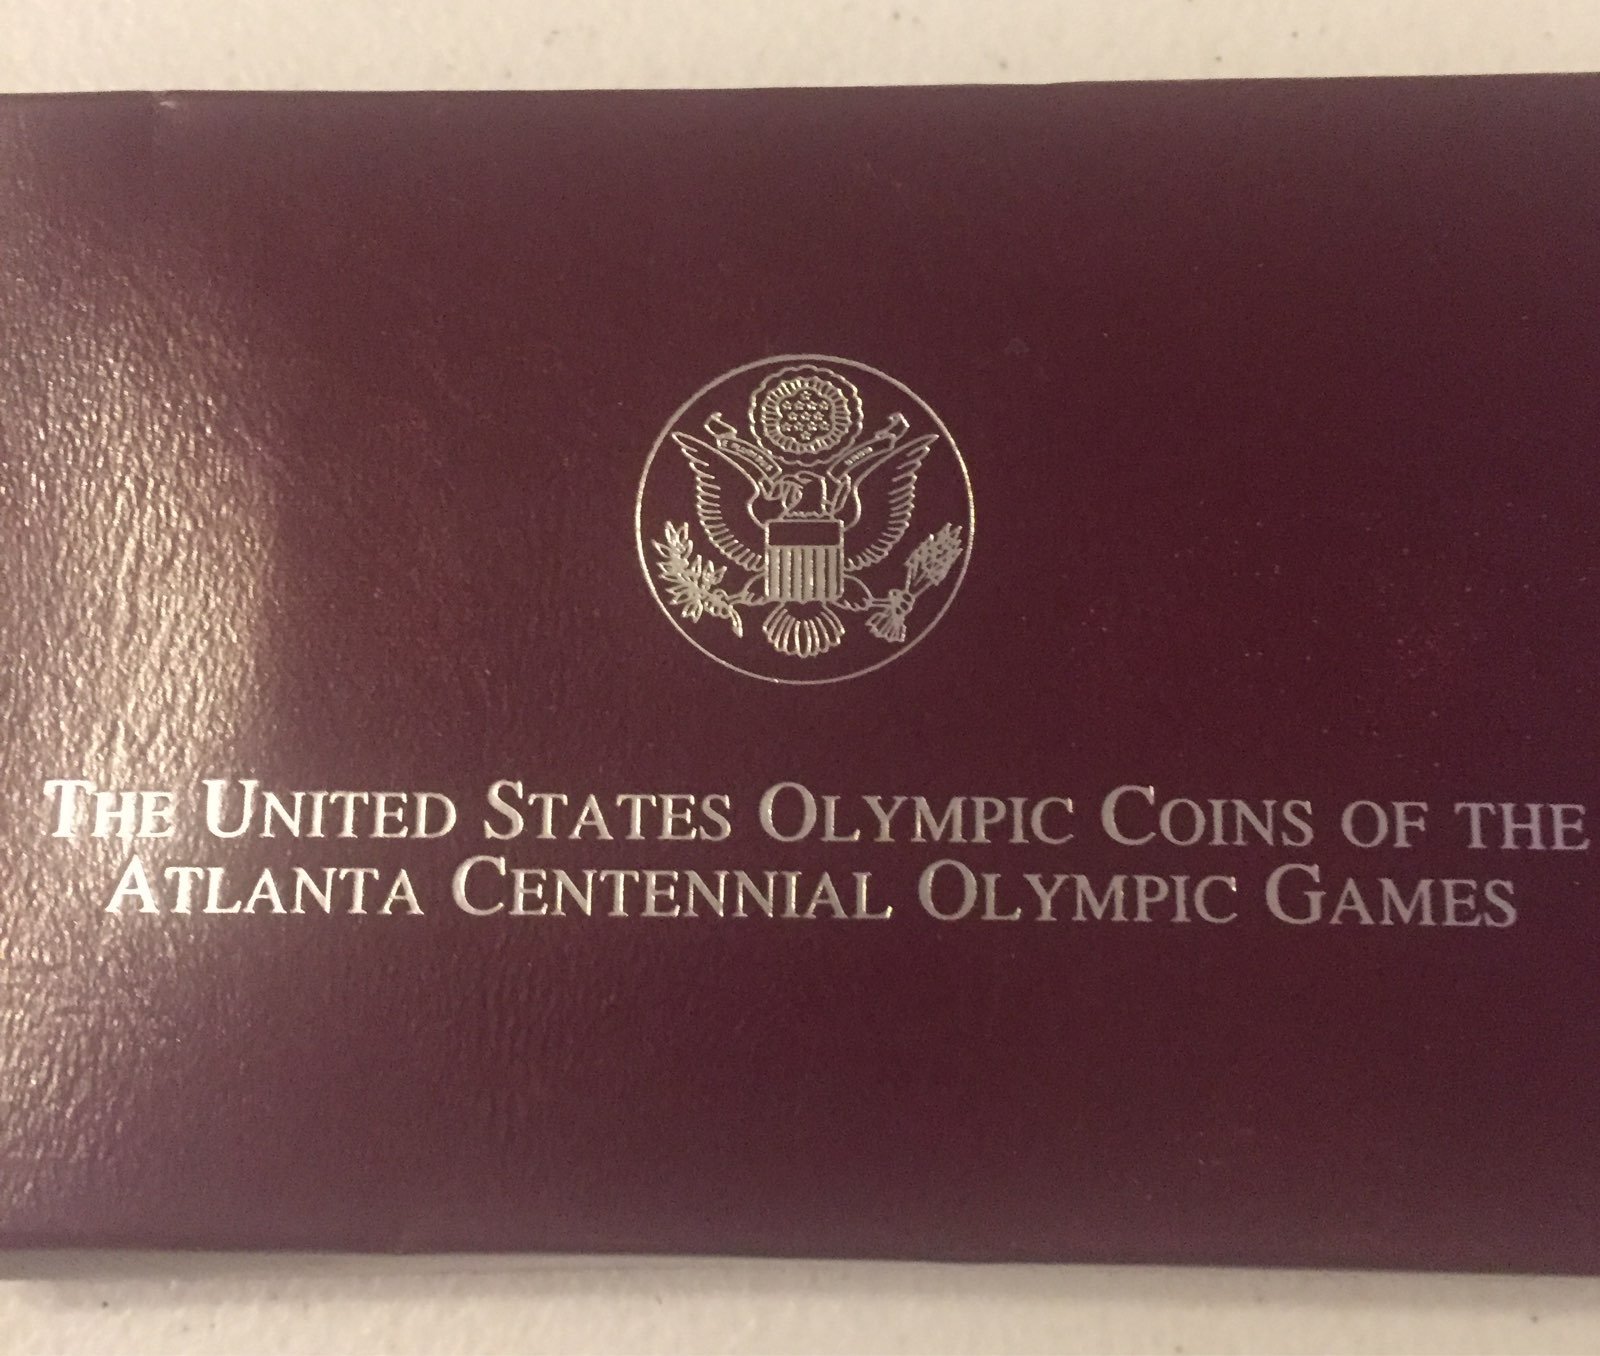 The United States Olympic Coins of the
Atlanta Centennial Olympic Games